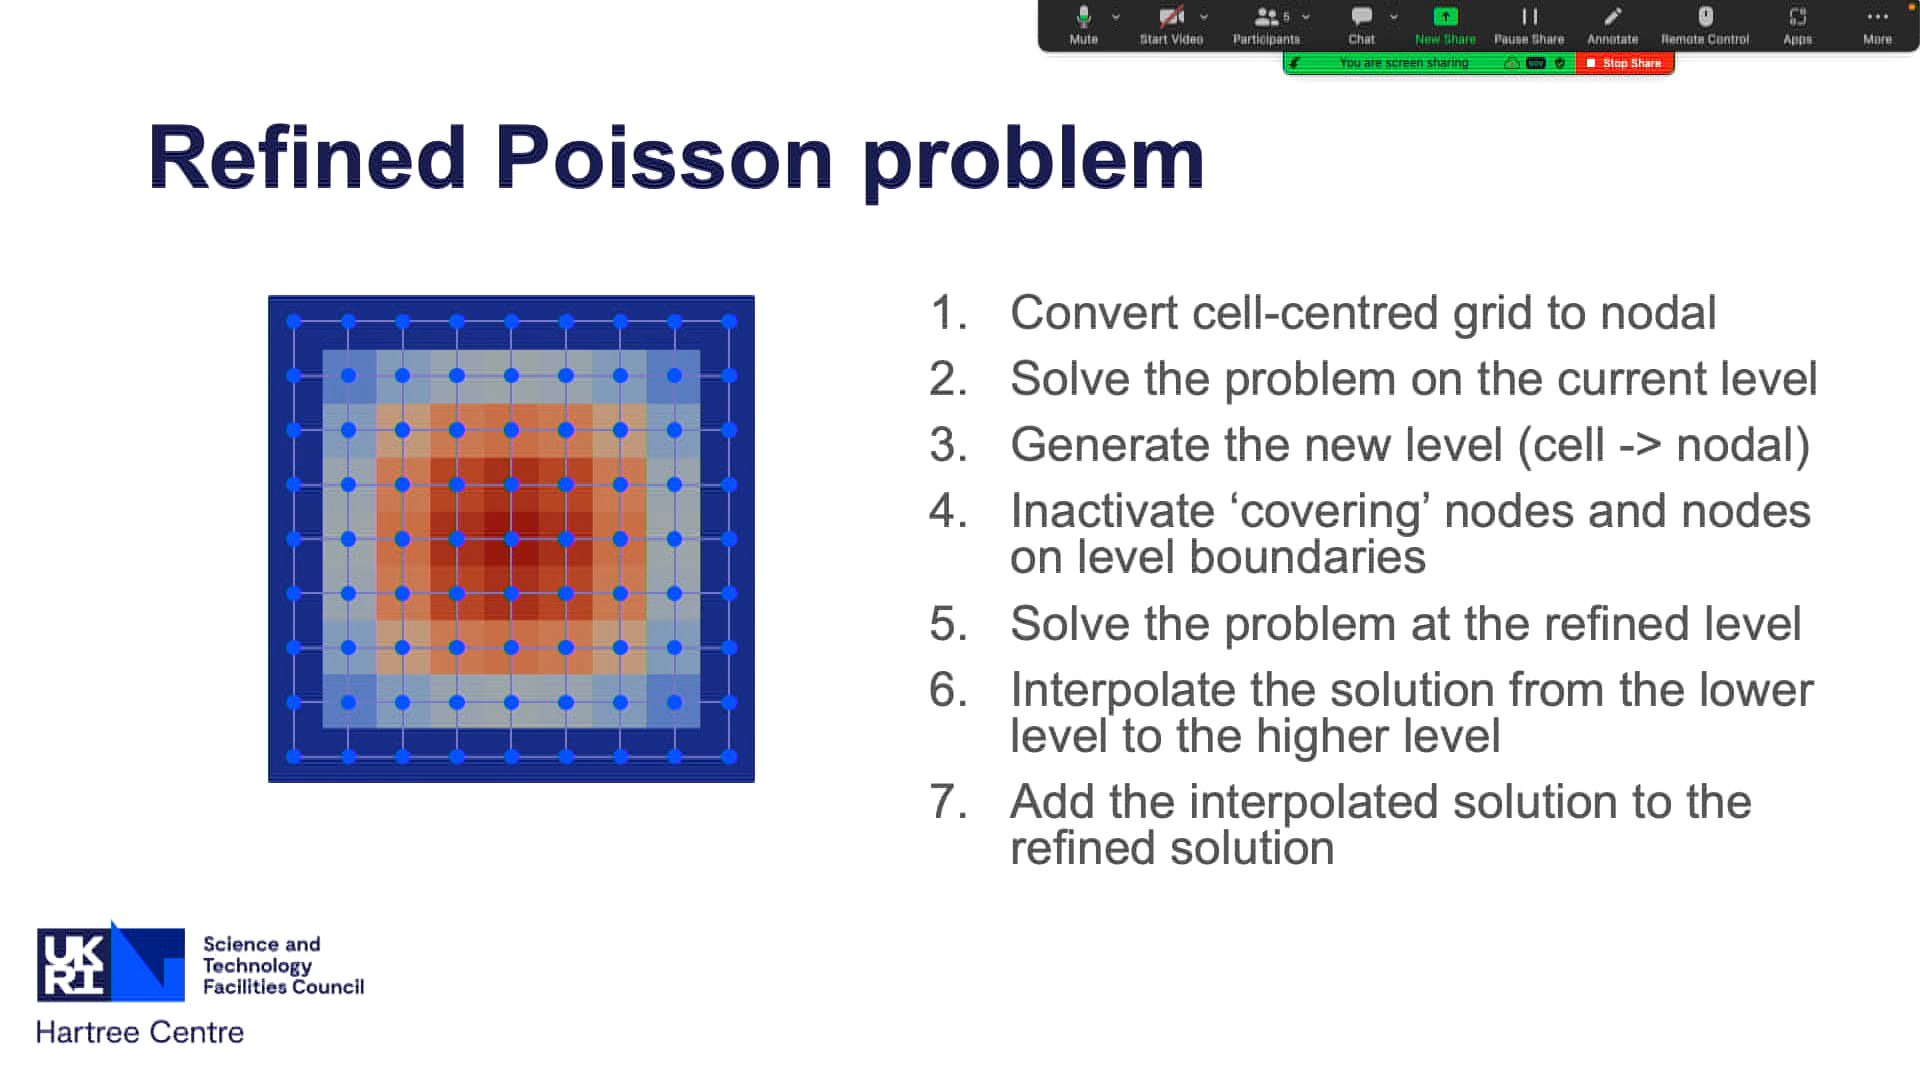 Mute
Start Video
Participants
5
Chat
New Share
Pause Share
Annotate
Remote Control
Apps
More
You are screen sharing
Stop Share
Refined Poisson problem
1. Convert cell-centred grid to nodal
2. Solve the problem on the current level
3. Generate the new level (cell -> nodal)
4. Inactivate ‘covering’ nodes and nodes
on level boundaries
5. Solve the problem at the refined level
6. Interpolate the solution from the lower
level to the higher level
7. Add the interpolated solution to the
refined solution
UK
RI
Science and
Technology
Facilities Council
Hartree Centre